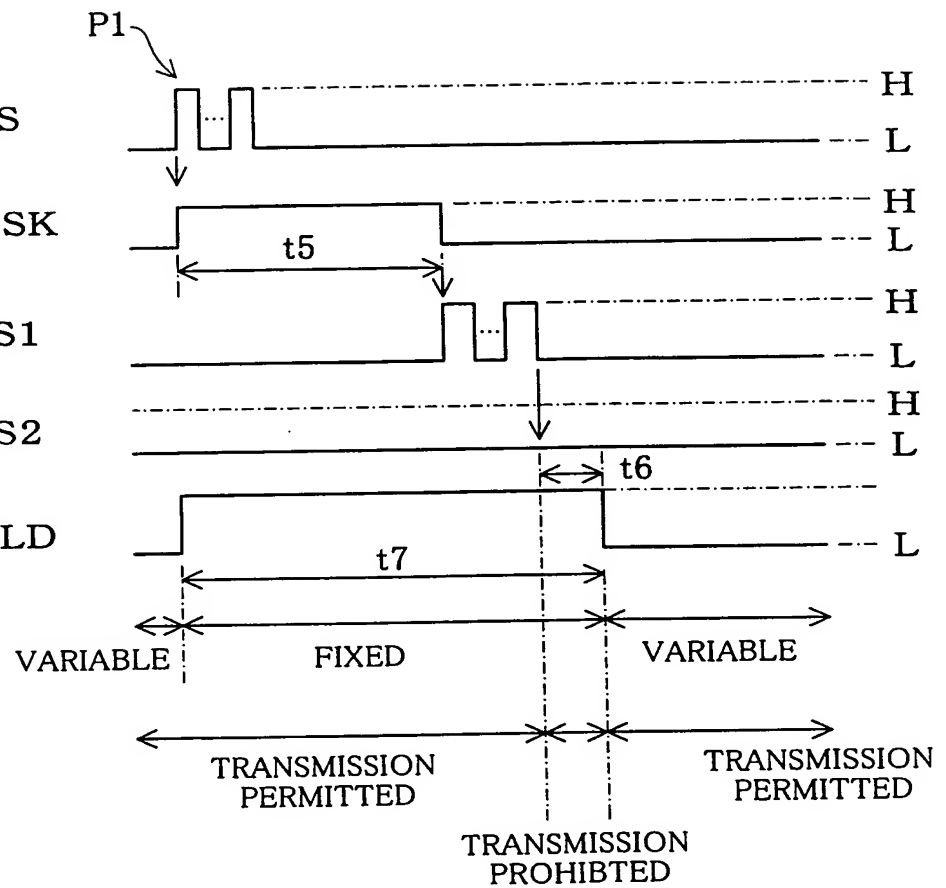 P1
S
H
L
SK
H
L
t5
S1
H
L
S2
H
L
t6
LD
L
t7
VARIABLE
FIXED
VARIABLE
TRANSMISSION
PERMITTED
TRANSMISSION
PERMITTED
TRANSMISSION
PROHIBTED